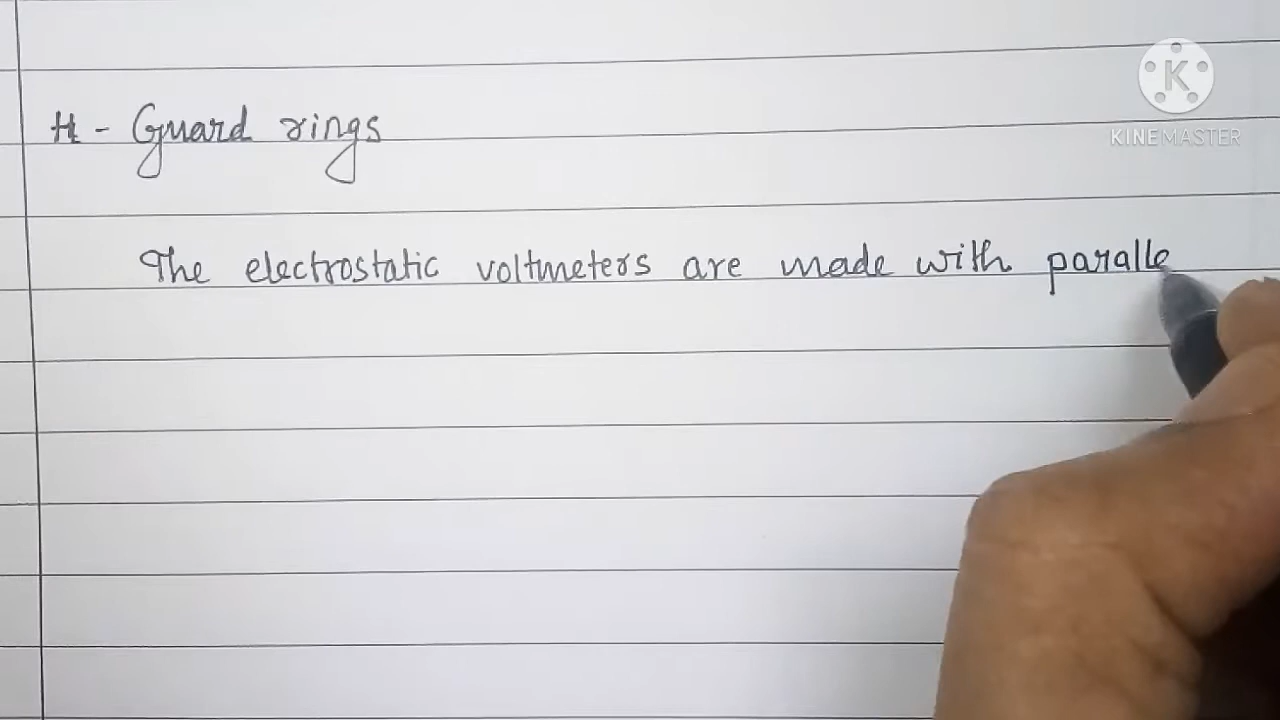 H - Guard rings
The electrostatic voltmeters are made with paralle
K
KINEMASTER